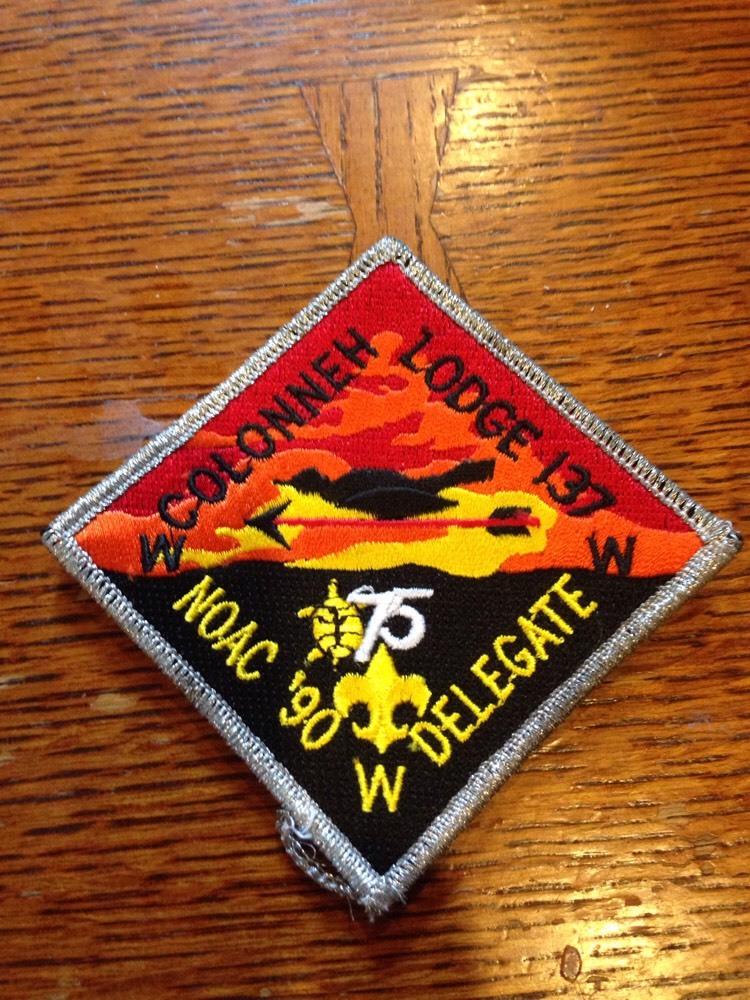 COLONNEH LODGE 137
W W
75
NOAC '90 DELEGATE
W